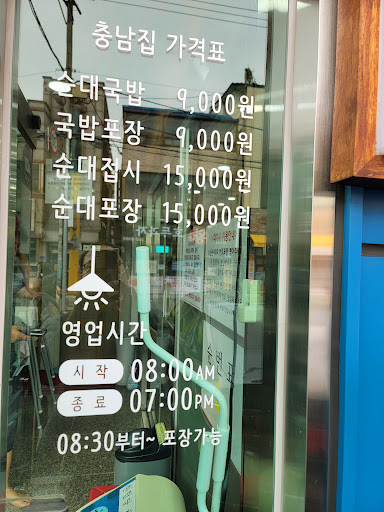 충남집 가격표
순대국밥 9,000원
국밥포장 9,000원
순대접시 15,000원
순대포장 15,000원
영업시간
시작 08:00AM
종료 07:00PM
08:30부터~ 포장가능